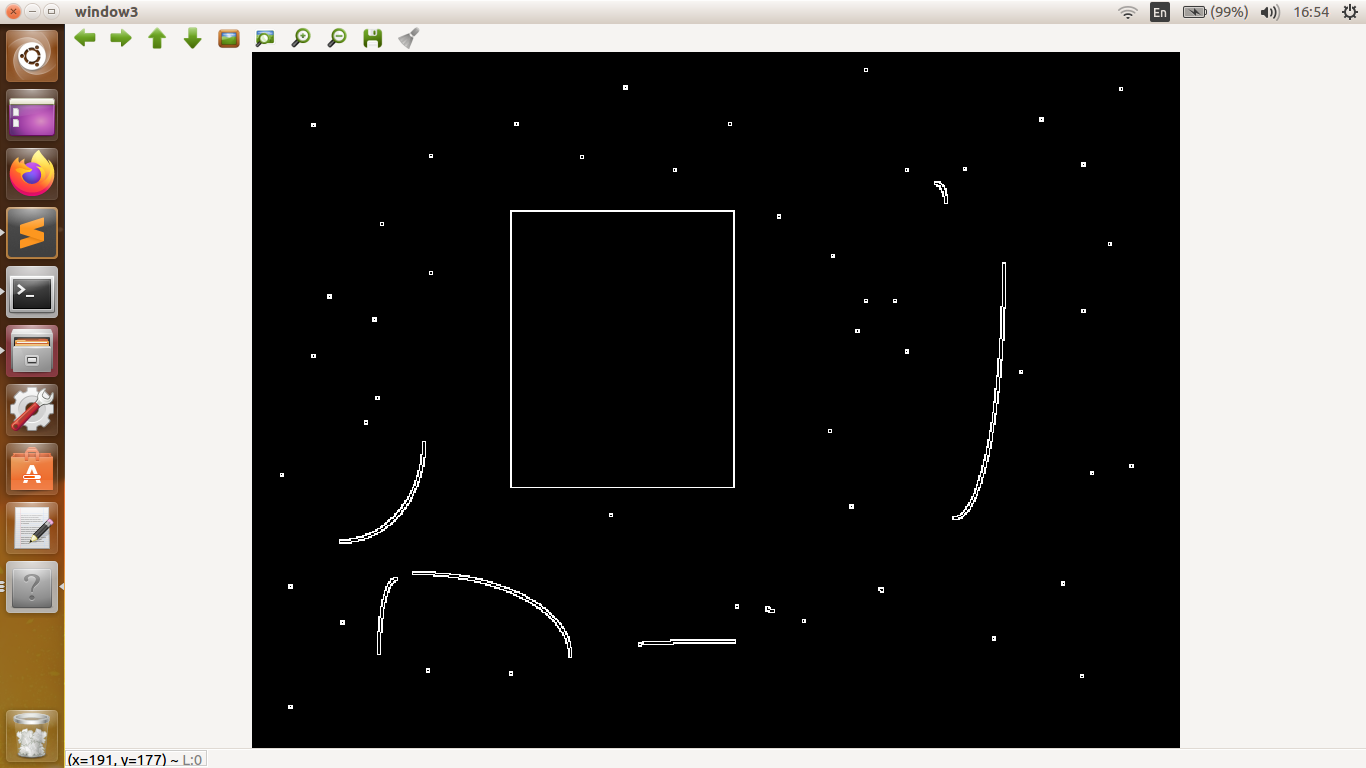 window3
En
(99%)
16:54
(x=191, y=177) ~ L:0